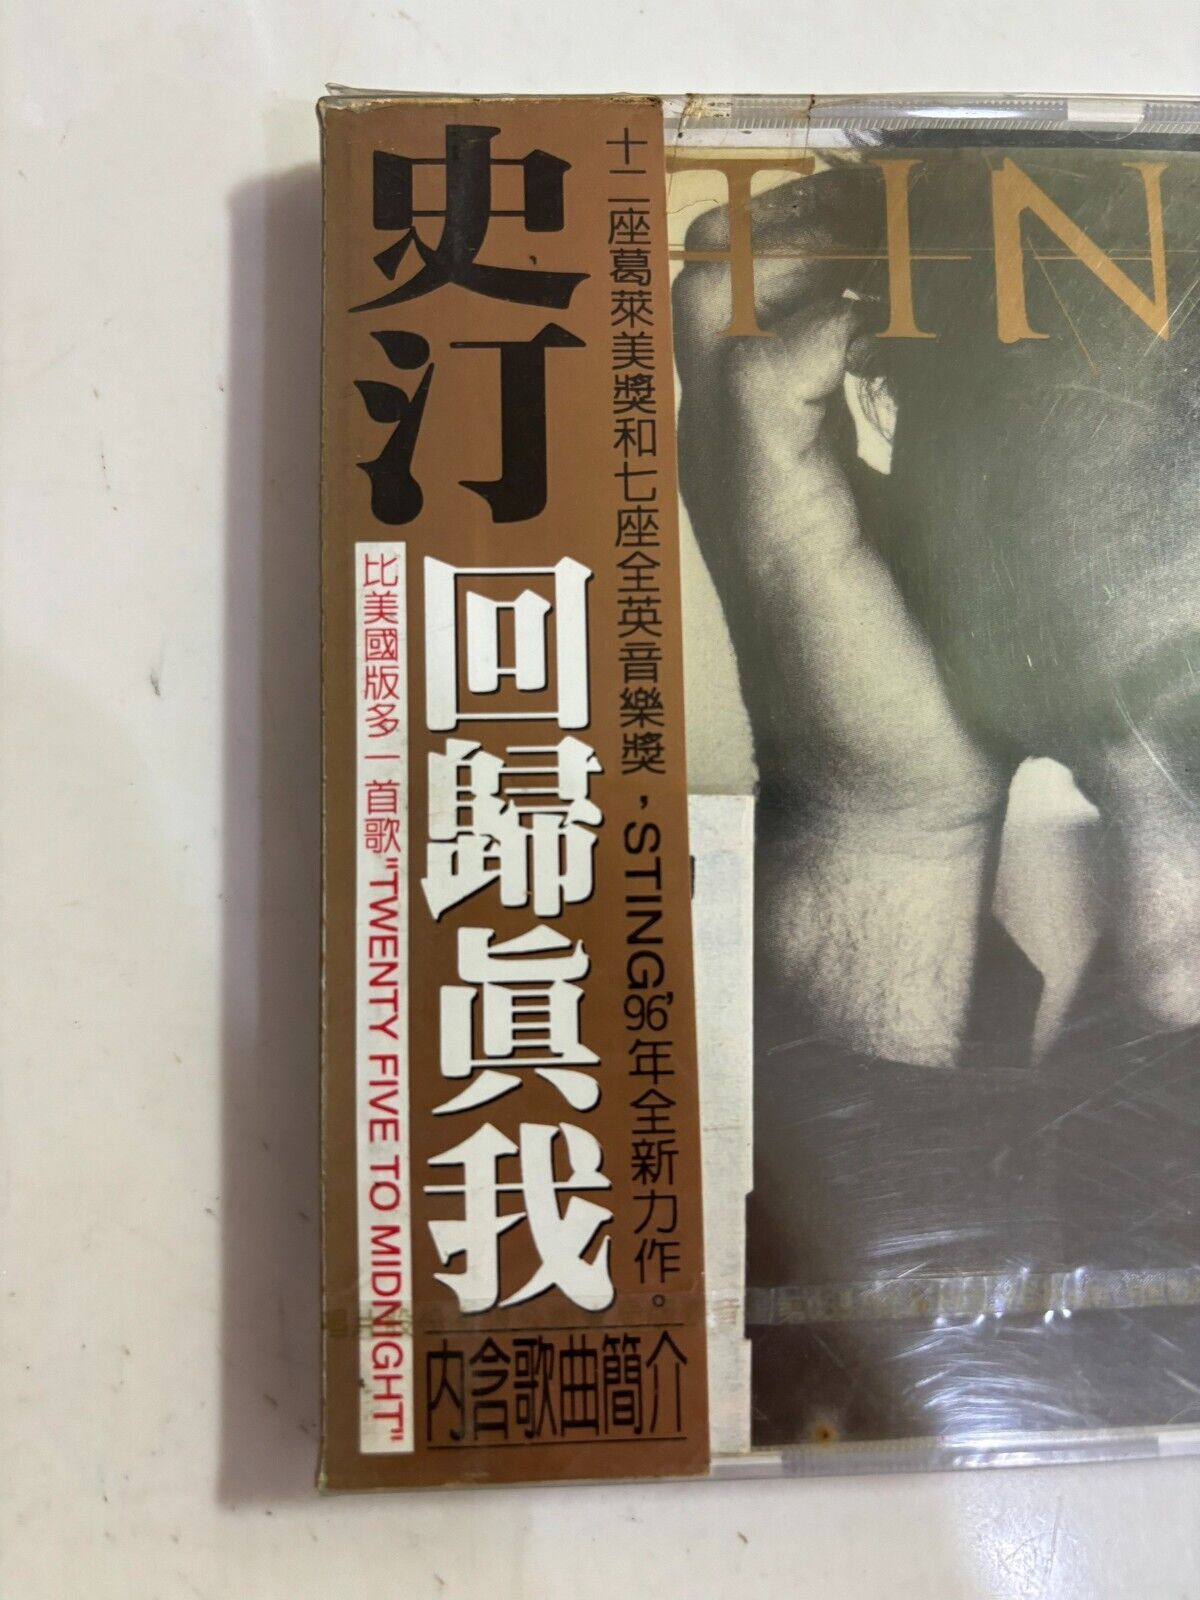 史汀
回歸眞我
十二座葛萊美獎和七座全英音樂獎，STING,96'年全新力作。
比美國版多一首歌"TWENTY FIVE TO MIDNIGHT"
內含歌曲簡介
TIN